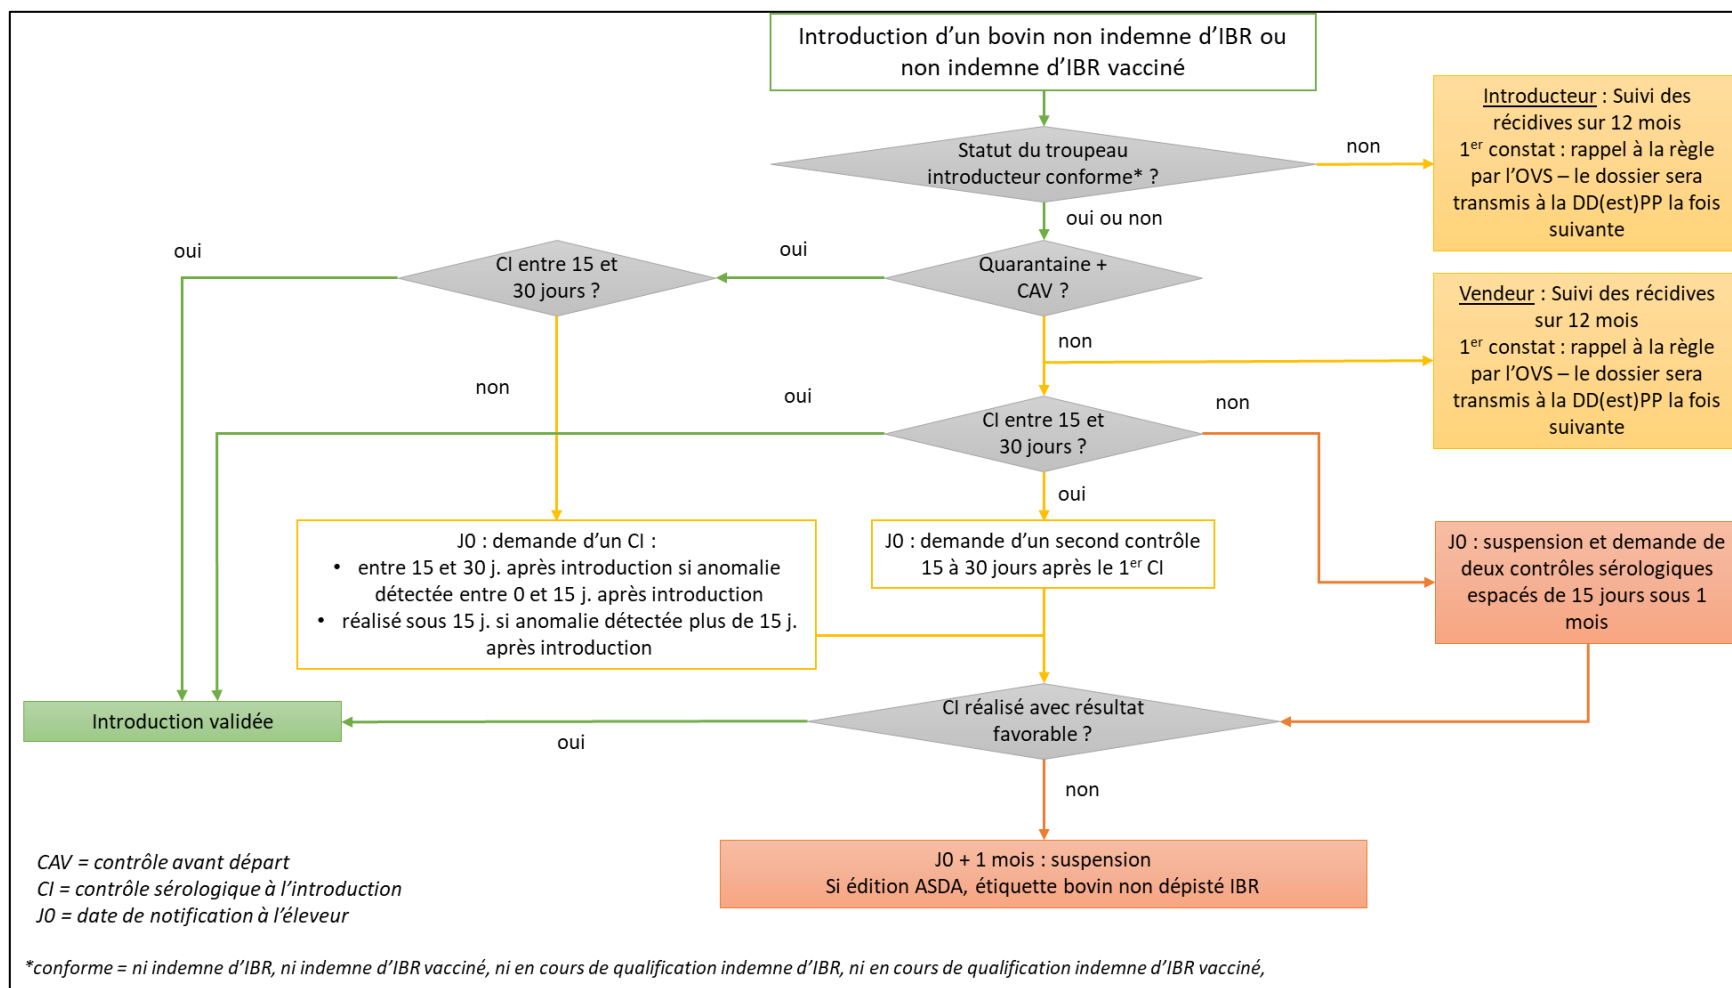 Introduction d'un bovin non indemne d'IBR ou
non indemne d'IBR vacciné
Statut du troupeau
introducteur conforme* ?
non
Introducteur : Suivi des
récidives sur 12 mois
1er constat : rappel à la règle
par l'OVS – le dossier sera
transmis à la DD(est)PP la fois
suivante
oui ou non
oui
CI entre 15 et
30 jours ?
oui
Quarantaine +
CAV ?
Vendeur : Suivi des récidives
sur 12 mois
1er constat : rappel à la règle
par l'OVS – le dossier sera
transmis à la DD(est)PP la fois
suivante
non
non
oui
CI entre 15 et
30 jours ?
non
oui
J0 : demande d'un CI :
• entre 15 et 30 j. après introduction si anomalie
détectée entre 0 et 15 j. après introduction
• réalisé sous 15 j. si anomalie détectée plus de 15 j.
après introduction
J0 : demande d'un second contrôle
15 à 30 jours après le 1er CI
J0 : suspension et demande de
deux contrôles sérologiques
espacés de 15 jours sous 1
mois
Introduction validée
oui
CI réalisé avec résultat
favorable ?
non
J0 + 1 mois : suspension
Si édition ASDA, étiquette bovin non dépisté IBR
CAV = contrôle avant départ
CI = contrôle sérologique à l'introduction
J0 = date de notification à l'éleveur
*conforme = ni indemne d'IBR, ni indemne d'IBR vacciné, ni en cours de qualification indemne d'IBR, ni en cours de qualification indemne d'IBR vacciné,